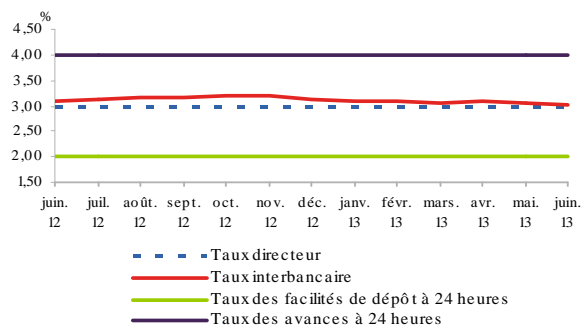 %
4,50
4,00
3,50
3,00
2,50
2,00
1,50
juin. juil. août. sept. oct. nov. déc. janv. févr. mars. avr. mai. juin.
12 12 12 12 12 12 12 13 13 13 13 13 13
Taux directeur
Taux interbancaire
Taux des facilités de dépôt à 24 heures
Taux des avances à 24 heures